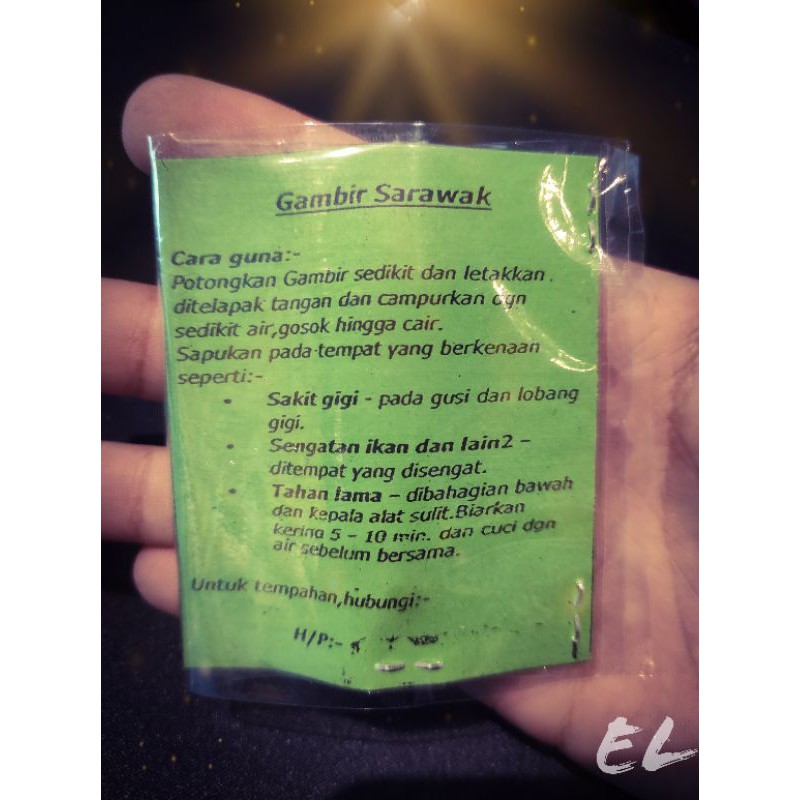 Gambir Sarawak
Cara guna:-
Potongkan Gambir sedikit dan letakkan
ditelapak tangan dan campurkan dgn
sedikit air,gosok hingga cair.
Sapukan pada tempat yang berkenaan
seperti:-
• Sakit gigi - pada gusi dan lobang
gigi.
• Sengatan ikan dan lain2 –
ditempat yang disengat.
• Tahan lama – dibahagian bawah
dan kepala alat sulit.Biarkan
kering 5 – 10 min. dan cuci dgn
air sebelum bersama.
Untuk tempahan,hubungi:-
H/P:-
EL